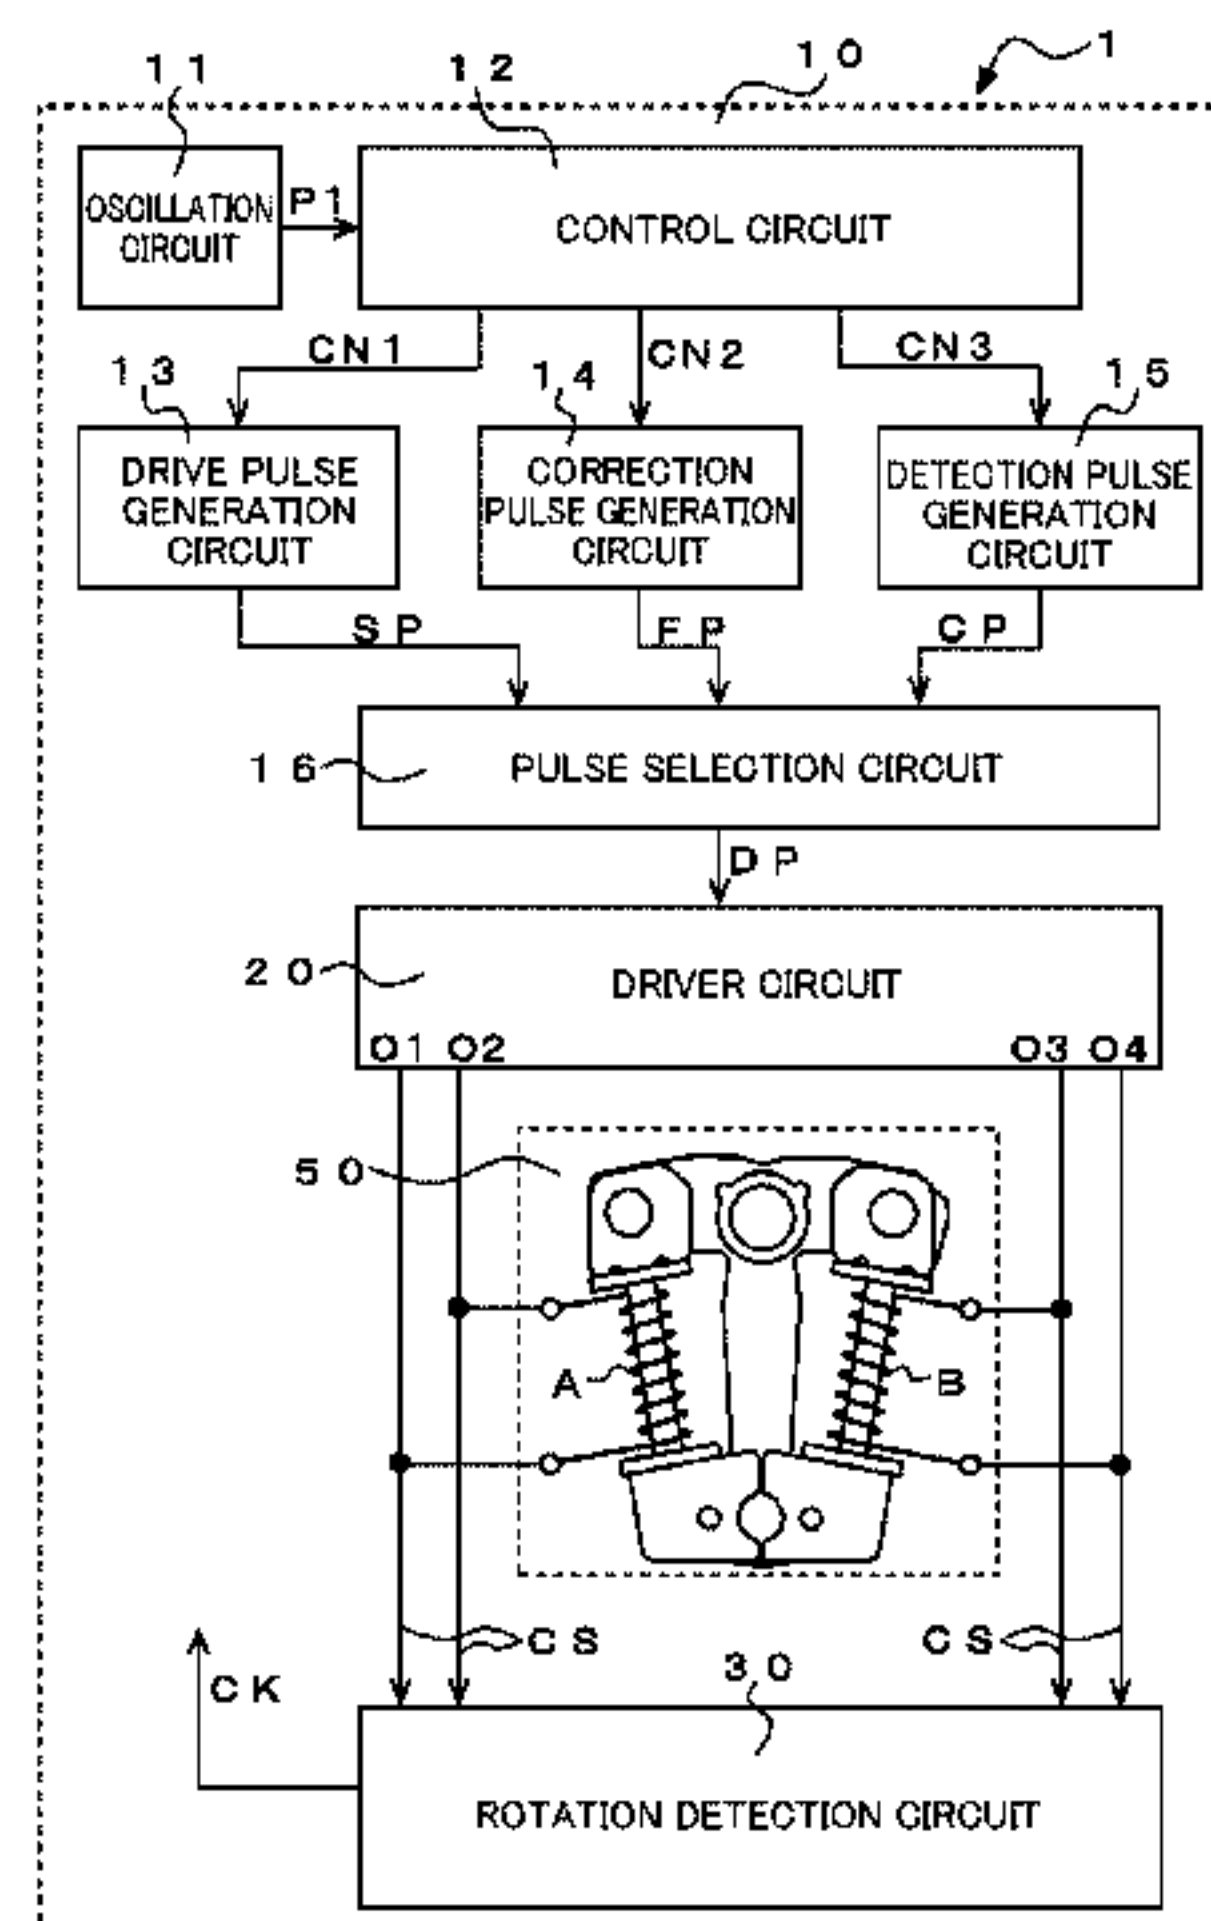 1
10
11
12
OSCILLATION
CIRCUIT
P1
CONTROL CIRCUIT
CN1
CN2
CN3
13
14
15
DRIVE PULSE
GENERATION
CIRCUIT
CORRECTION
PULSE GENERATION
CIRCUIT
DETECTION PULSE
GENERATION
CIRCUIT
SP
FP
CP
16
PULSE SELECTION CIRCUIT
DP
20
DRIVER CIRCUIT
O1 O2
O3 O4
50
A
B
CS
CS
CK
30
ROTATION DETECTION CIRCUIT